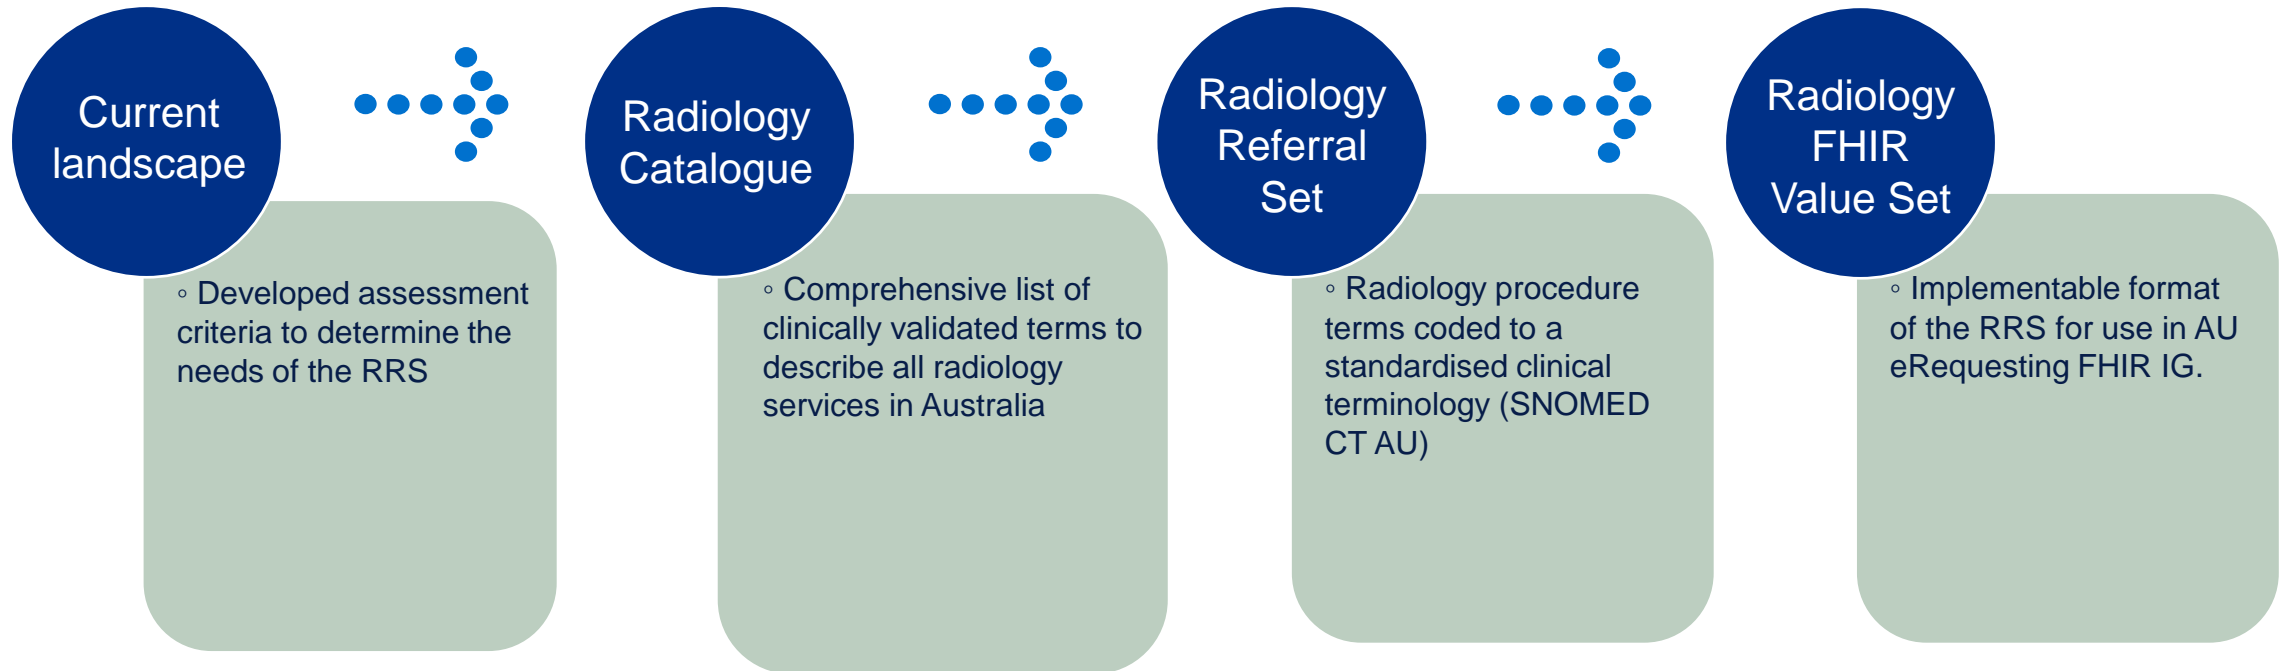 Current
landscape
◦ Developed assessment
criteria to determine the
needs of the RRS
Radiology
Catalogue
◦ Comprehensive list of
clinically validated terms to
describe all radiology
services in Australia
Radiology
Referral
Set
◦ Radiology procedure
terms coded to a
standardised clinical
terminology (SNOMED
CT AU)
Radiology
FHIR
Value Set
◦ Implementable format
of the RRS for use in AU
eRequesting FHIR IG.